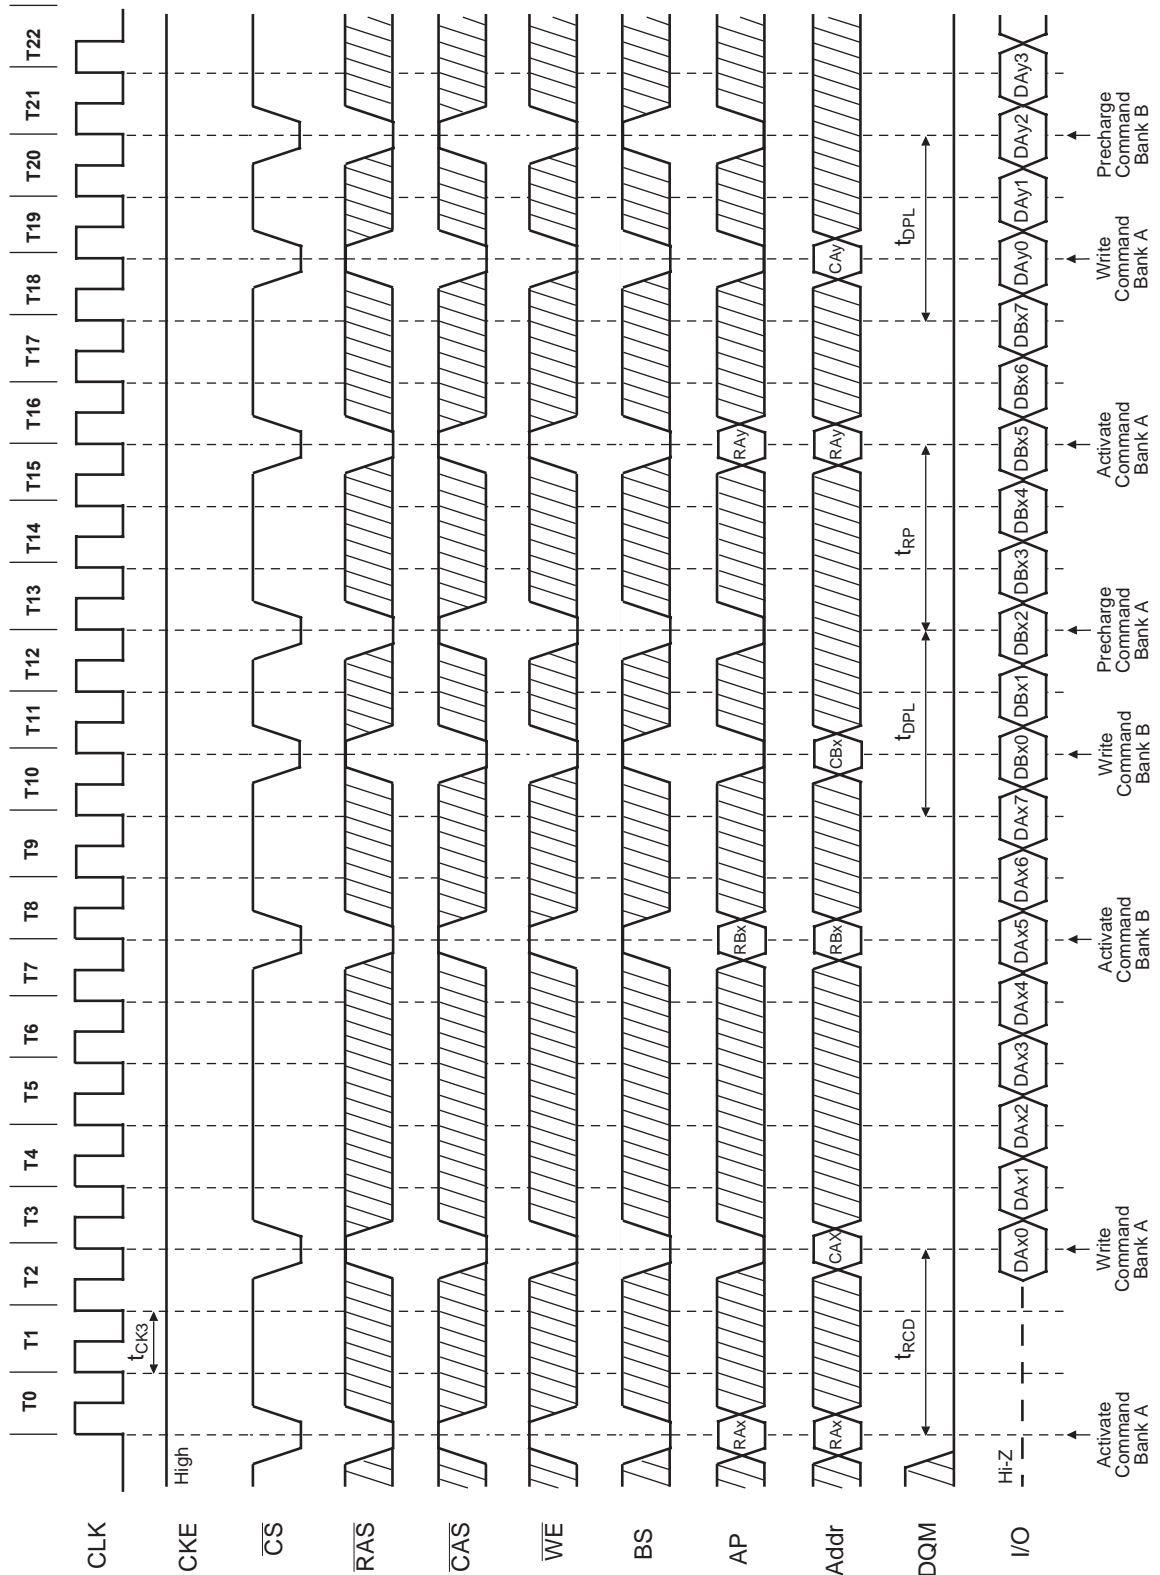 T0 T1 T2 T3 T4 T5 T6 T7 T8 T9 T10 T11 T12 T13 T14 T15 T16 T17 T18 T19 T20 T21 T22
CLK
tCK3
CKE
High
CS
RAS
CAS
WE
BS
AP
RAx RBx RAy
Addr
RAx CAX RBx CBx RAy CAy
DQM
tRCD tDPL tRP tDPL
I/O
Hi-Z
DAx0 DAx1 DAx2 DAx3 DAx4 DAx5 DAx6 DAx7 DBx0 DBx1 DBx2 DBx3 DBx4 DBx5 DBx6 DBx7 DAy0 DAy1 DAy2 DAy3
Activate
Command
Bank A
Write
Command
Bank A
Activate
Command
Bank B
Write
Command
Bank B
Precharge
Command
Bank A
Activate
Command
Bank A
Write
Command
Bank A
Precharge
Command
Bank B